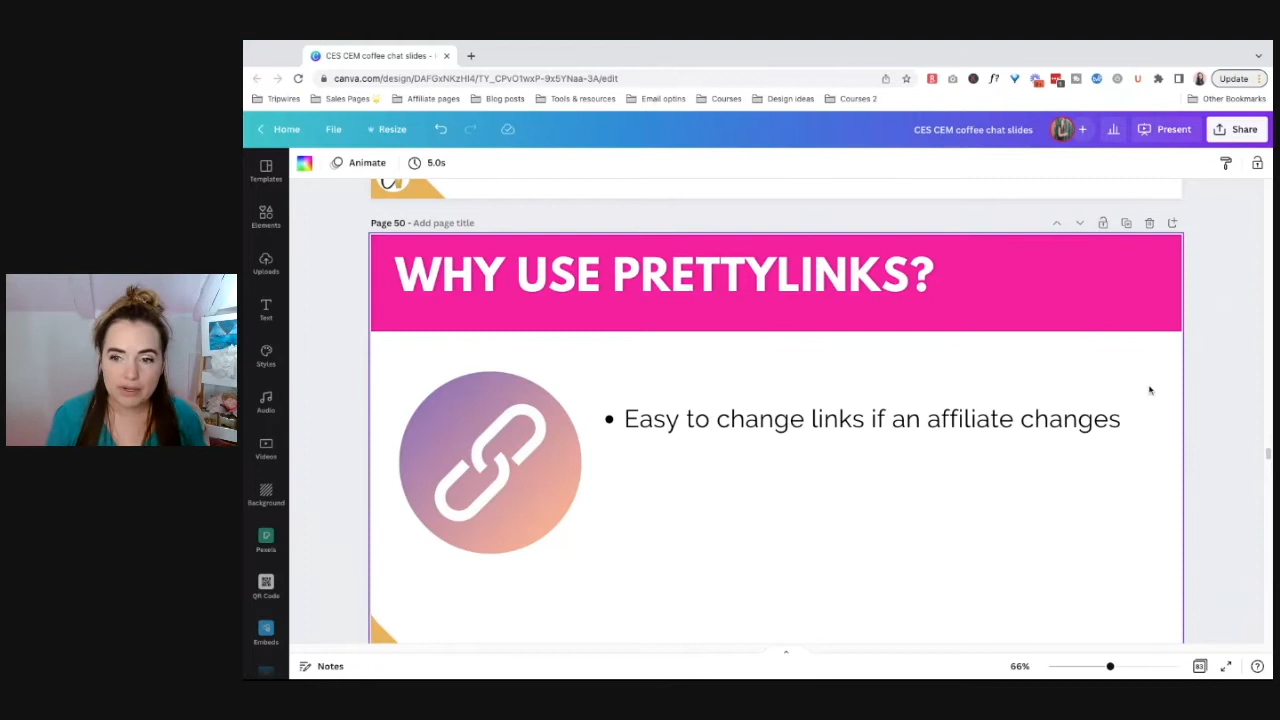 CES CEM coffee chat slides -
canva.com/design/DAFGxNKzHI4/TY_CPvO1wxP-9x5YNaa-3A/edit
Update
Tripwires
Sales Pages
Affiliate pages
Blog posts
Tools & resources
Email optins
Courses
Design ideas
Courses 2
Other Bookmarks
Home
File
Resize
CES CEM coffee chat slides
Present
Share
Animate
5.0s
Templates
Elements
Uploads
Text
Styles
Audio
Videos
Background
Pexels
QR Code
Embeds
Page 50 - Add page title
WHY USE PRETTYLINKS?
• Easy to change links if an affiliate changes
Notes
66%
83